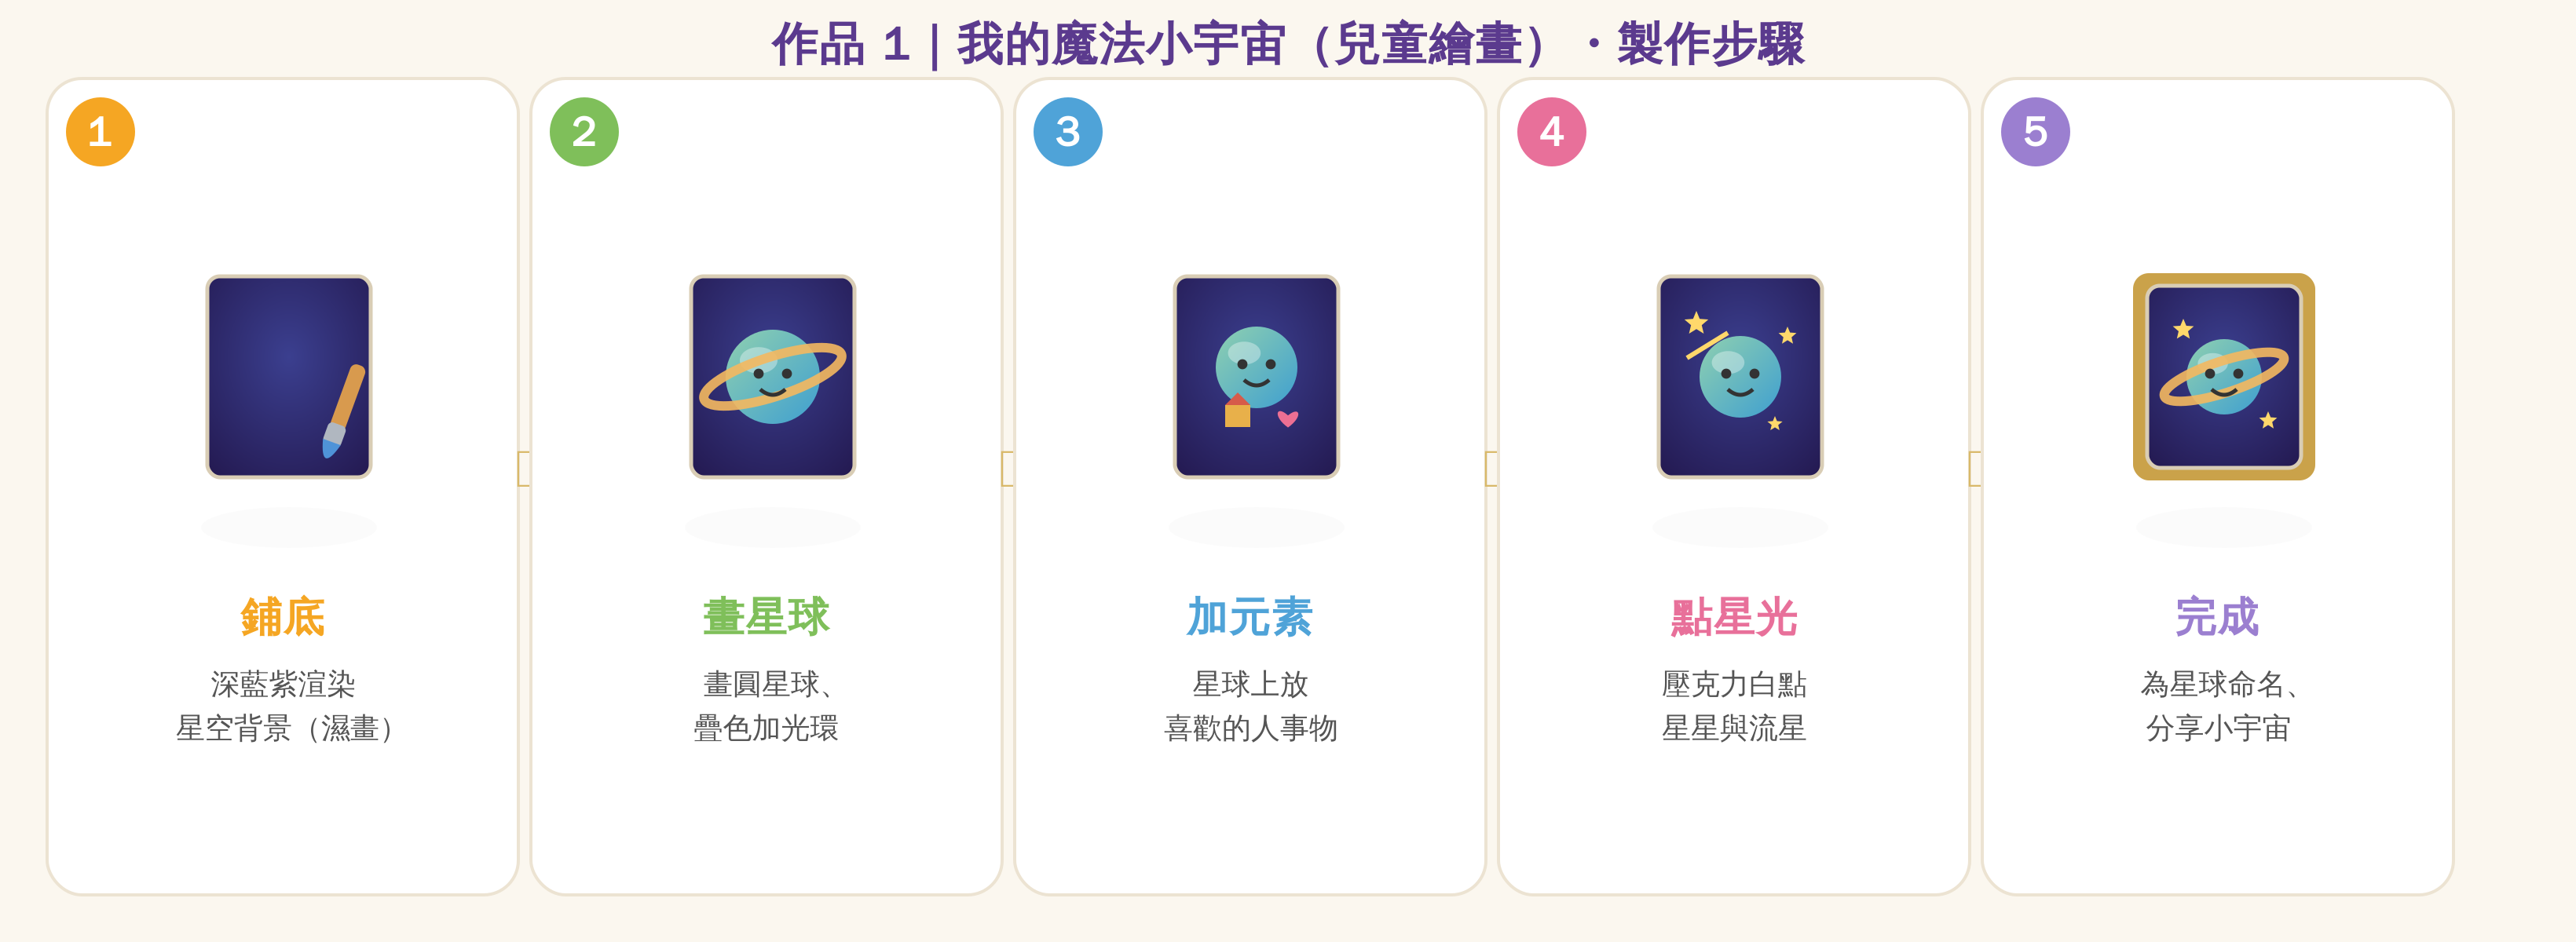 作品 1｜我的魔法小宇宙（兒童繪畫）・製作步驟
1
鋪底
深藍紫渲染
星空背景（濕畫）
2
畫星球
畫圓星球、
疊色加光環
3
加元素
星球上放
喜歡的人事物
4
點星光
壓克力白點
星星與流星
5
完成
為星球命名、
分享小宇宙